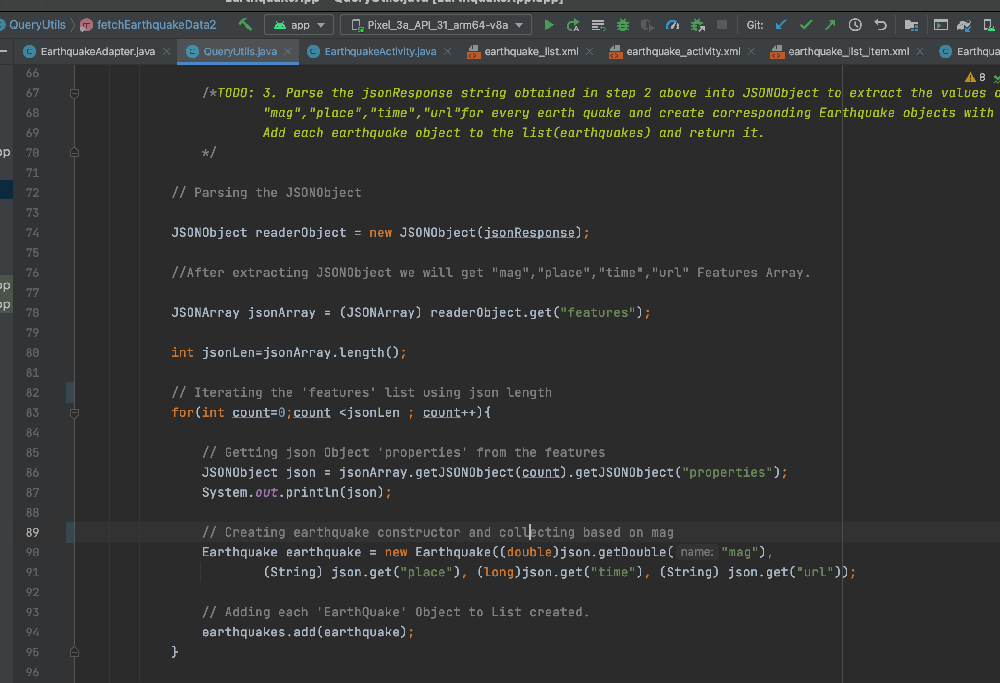 EarthquakeApp – QueryUtils.java [EarthquakeApp.app]
QueryUtils fetchEarthquakeData2 app Pixel_3a_API_31_arm64-v8a Git:
EarthquakeAdapter.java QueryUtils.java EarthquakeActivity.java earthquake_list.xml earthquake_activity.xml earthquake_list_item.xml Earthqua
66
8
67 /*TODO: 3. Parse the jsonResponse string obtained in step 2 above into JSONObject to extract the values o
68 "mag","place","time","url"for every earth quake and create corresponding Earthquake objects with
69 Add each earthquake object to the list(earthquakes) and return it.
pp
70 */
71
72 // Parsing the JSONObject
73
74 JSONObject readerObject = new JSONObject(jsonResponse);
75
76 //After extracting JSONObject we will get "mag","place","time","url" Features Array.
pp
77
pp
78 JSONArray jsonArray = (JSONArray) readerObject.get("features");
79
80 int jsonLen=jsonArray.length();
81
82 // Iterating the 'features' list using json length
83 for(int count=0;count <jsonLen ; count++){
84
85 // Getting json Object 'properties' from the features
86 JSONObject json = jsonArray.getJSONObject(count).getJSONObject("properties");
87 System.out.println(json);
88
89 // Creating earthquake constructor and collecting based on mag
90 Earthquake earthquake = new Earthquake((double)json.getDouble( name: "mag"),
91 (String) json.get("place"), (long)json.get("time"), (String) json.get("url"));
92
93 // Adding each 'EarthQuake' Object to List created.
94 earthquakes.add(earthquake);
95 }
96